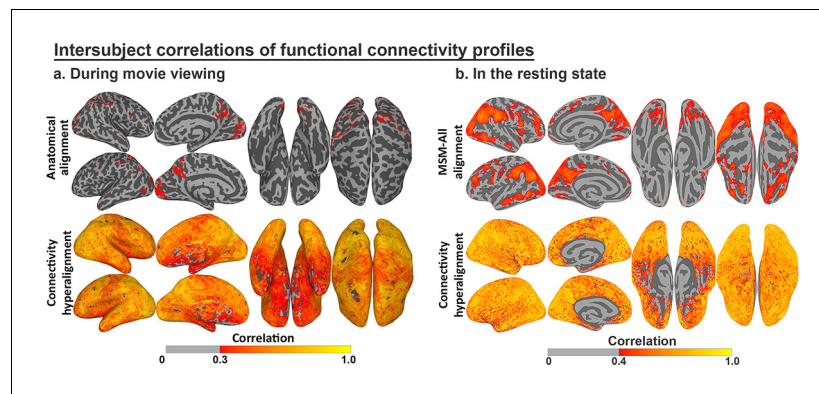 Intersubject correlations of functional connectivity profiles
a. During movie viewing
b. In the resting state
Anatomical
alignment
MSM-All
alignment
Connectivity
hyperalignment
Connectivity
hyperalignment
Correlation
0
0.3
1.0
Correlation
0
0.4
1.0